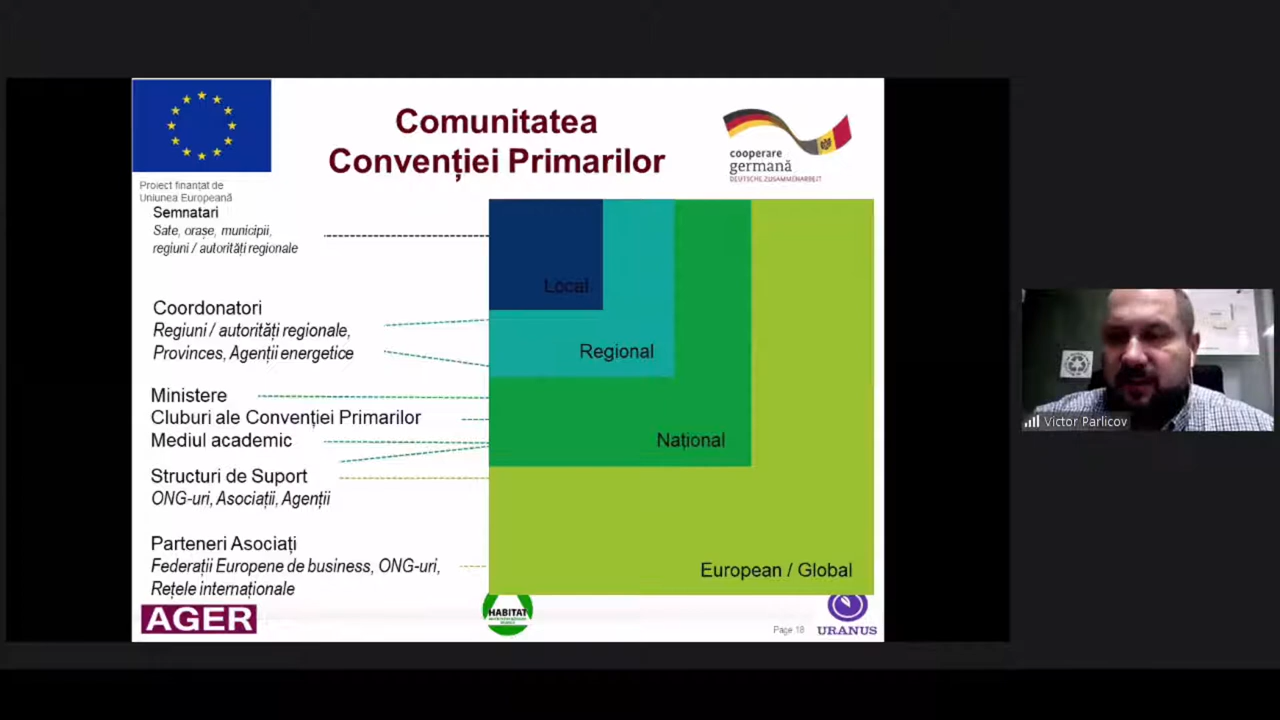 Comunitatea
Convenției Primarilor
cooperare
germană
DEUTSCHE ZUSAMMENARBEIT
Proiect finanțat de
Uniunea Europeană
Semnatari
Sate, orașe, municipii,
regiuni / autorități regionale
Local
Coordonatori
Regiuni / autorități regionale,
Provinces, Agenții energetice
Regional
Ministere
Cluburi ale Convenției Primarilor
Mediul academic
Național
Structuri de Suport
ONG-uri, Asociații, Agenții
Parteneri Asociați
Federații Europene de business, ONG-uri,
Rețele internaționale
European / Global
AGER
HABITAT
Page 18
URANUS
Victor Parlicov